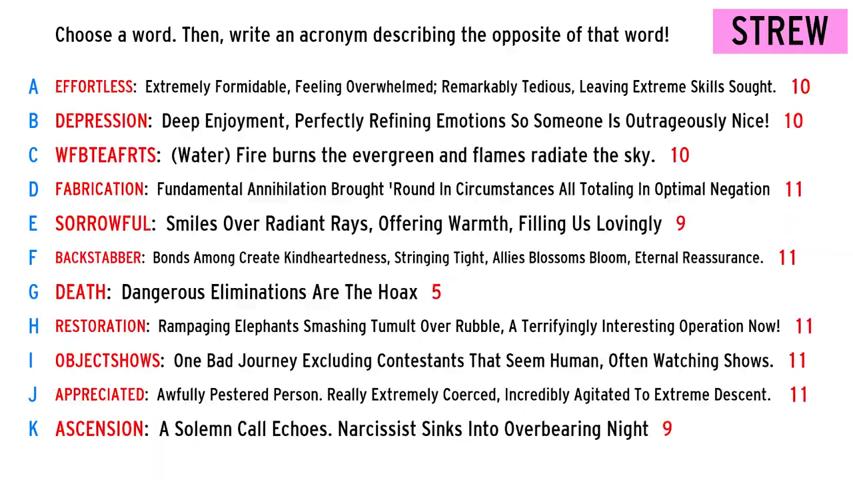 Choose a word. Then, write an acronym describing the opposite of that word!
STREW
A EFFORTLESS: Extremely Formidable, Feeling Overwhelmed; Remarkably Tedious, Leaving Extreme Skills Sought. 10
B DEPRESSION: Deep Enjoyment, Perfectly Refining Emotions So Someone Is Outrageously Nice! 10
C WFBTEAFRTS: (Water) Fire burns the evergreen and flames radiate the sky. 10
D FABRICATION: Fundamental Annihilation Brought 'Round In Circumstances All Totaling In Optimal Negation 11
E SORROWFUL: Smiles Over Radiant Rays, Offering Warmth, Filling Us Lovingly 9
F BACKSTABBER: Bonds Among Create Kindheartedness, Stringing Tight, Allies Blossoms Bloom, Eternal Reassurance. 11
G DEATH: Dangerous Eliminations Are The Hoax 5
H RESTORATION: Rampaging Elephants Smashing Tumult Over Rubble, A Terrifyingly Interesting Operation Now! 11
I OBJECTSHOWS: One Bad Journey Excluding Contestants That Seem Human, Often Watching Shows. 11
J APPRECIATED: Awfully Pestered Person. Really Extremely Coerced, Incredibly Agitated To Extreme Descent. 11
K ASCENSION: A Solemn Call Echoes. Narcissist Sinks Into Overbearing Night 9